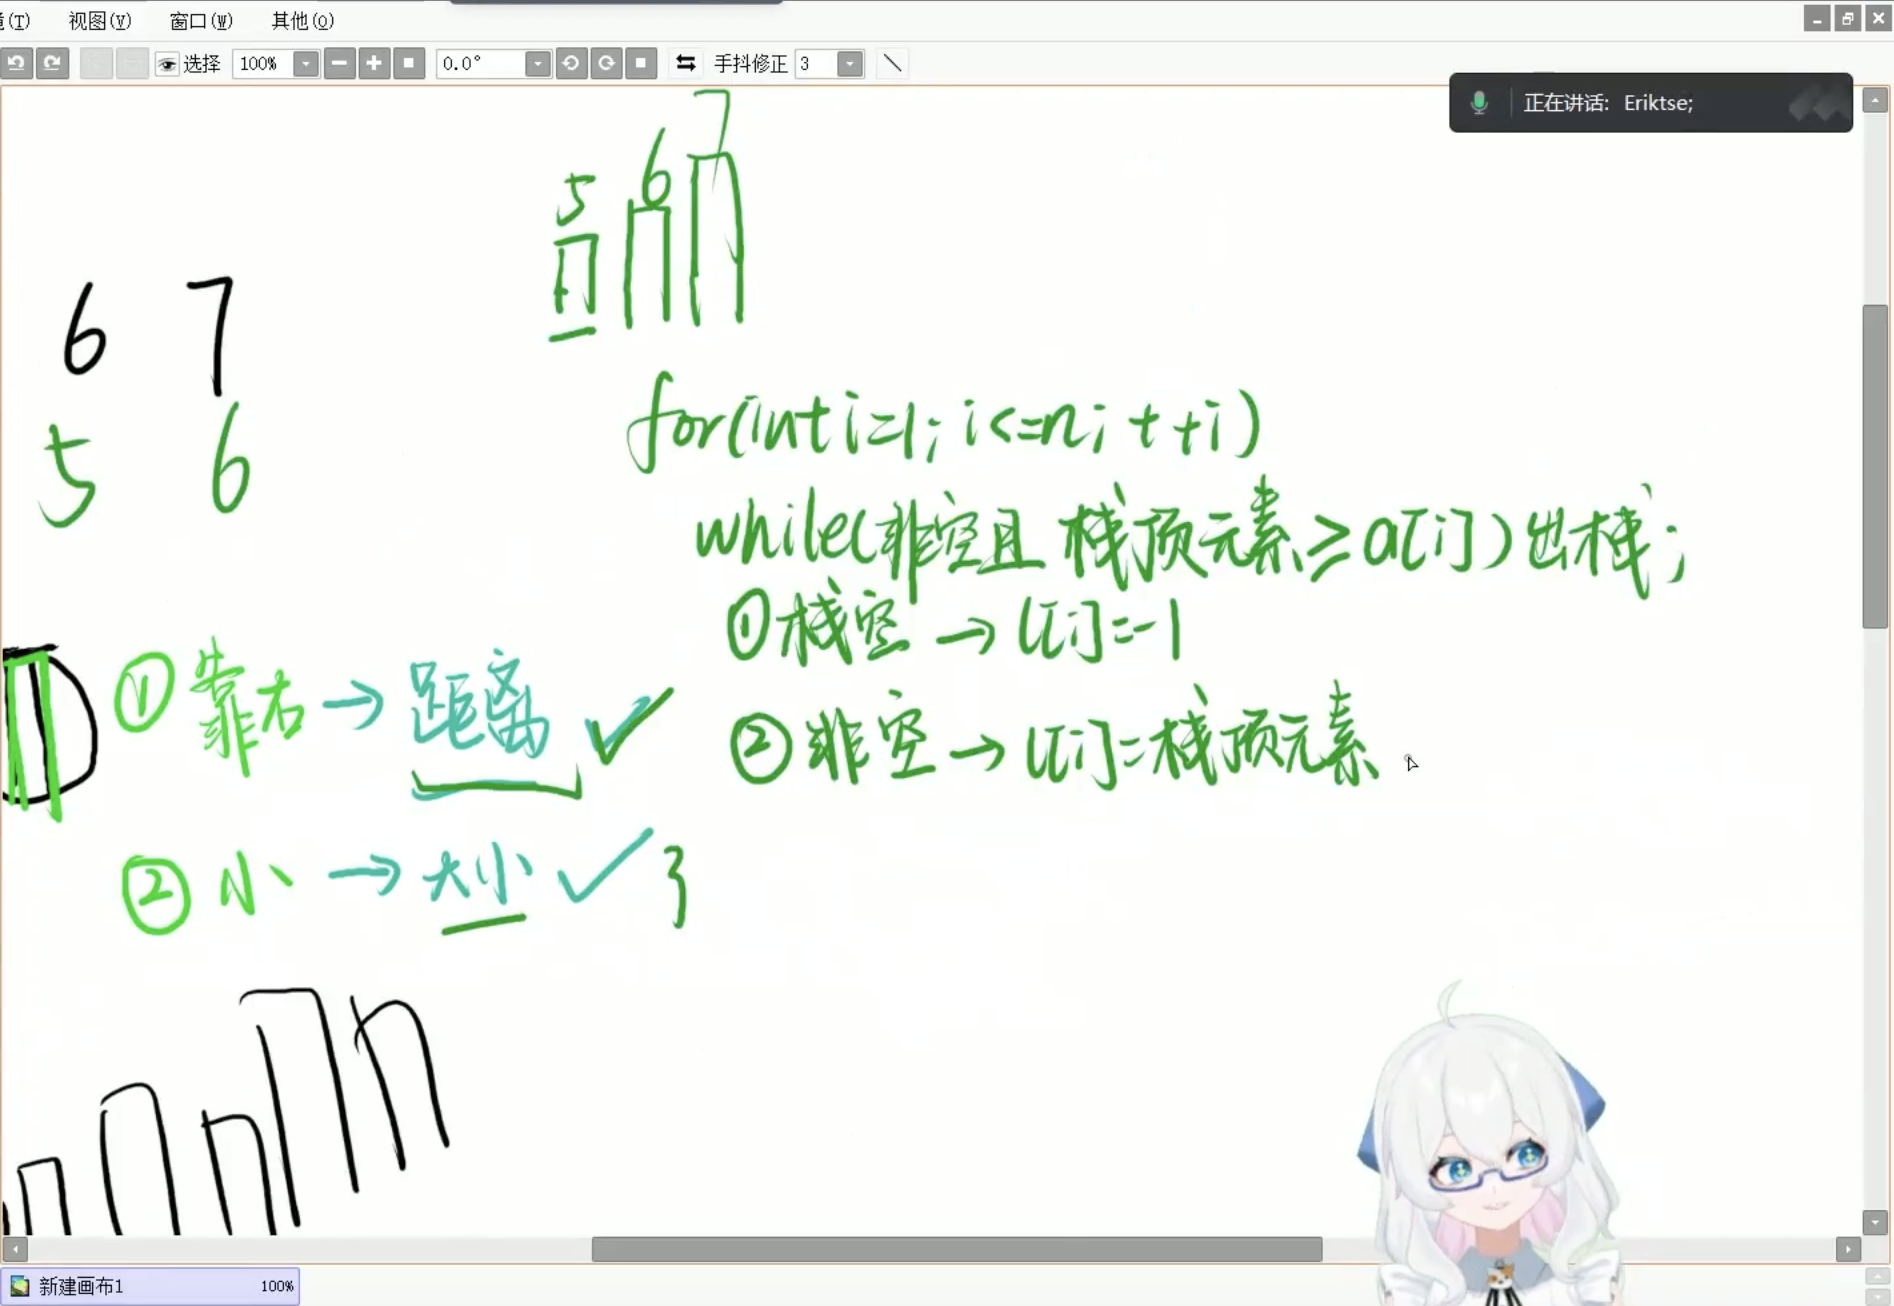 (T) 视图(V) 窗口(W) 其他(O)
选择 100% 0.0° 手抖修正 3
正在讲话: Eriktse;
7
6
5
6 7
5 6
for(int i=1; i<=n; ++i)
while(非空且 栈顶元素≥a[i]) 出栈;
①栈空 → l[i]=-1
②非空 → l[i]=栈顶元素
①靠右 → 距离 ✓
②小 → 大小 ✓
新建画布1 100%